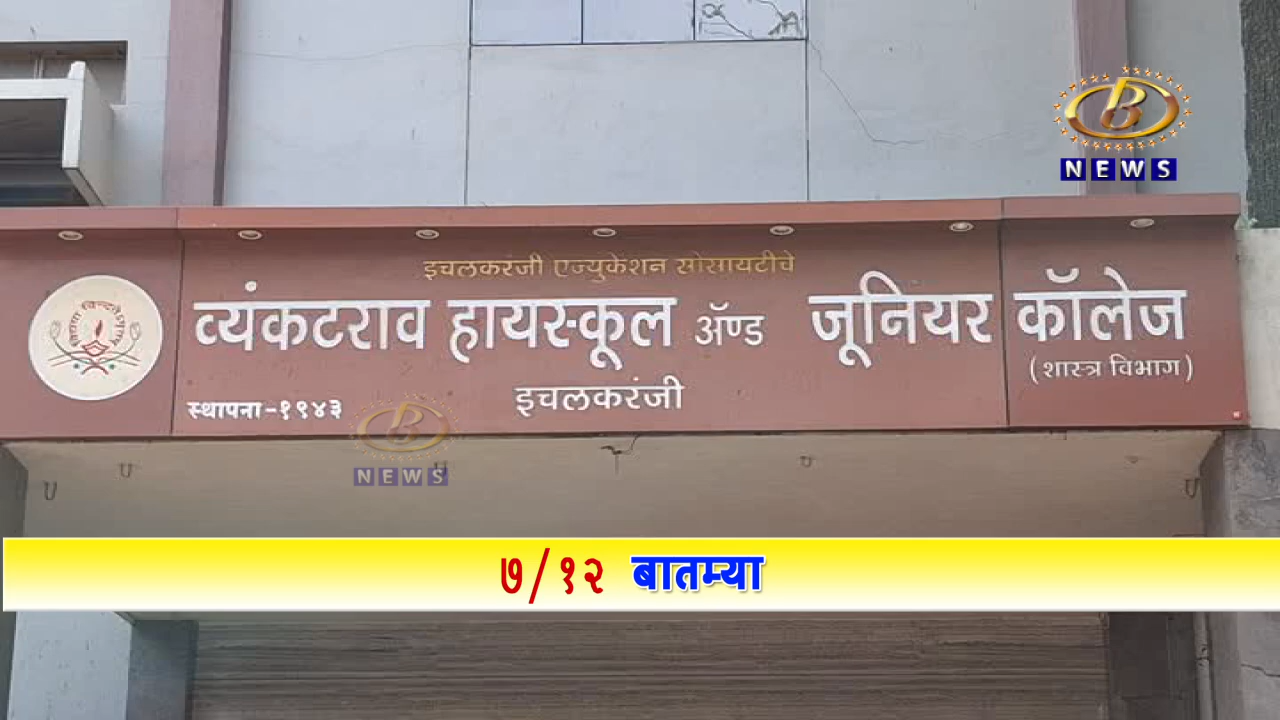 B
NEWS
इचलकरंजी एज्युकेशन सोसायटीचे
व्यंकटराव हायस्कूल ॲण्ड जूनियर कॉलेज
(शास्त्र विभाग)
इचलकरंजी
स्थापना-१९४३
B
NEWS
७/१२ बातम्या